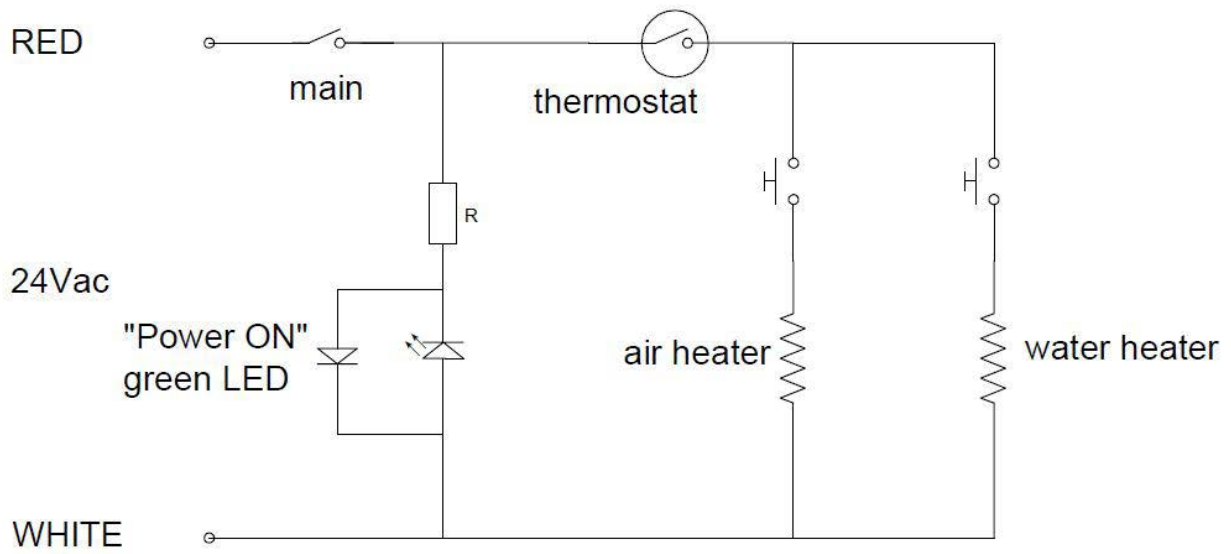 RED
main
thermostat
R
24Vac
"Power ON"
green LED
air heater
water heater
WHITE